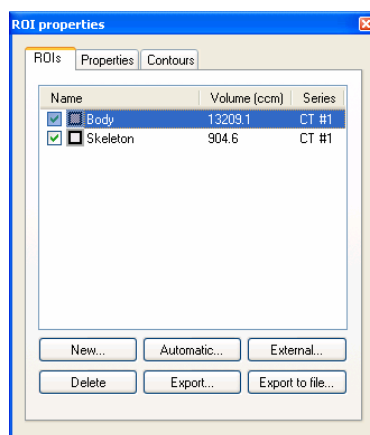 ROI properties
ROIs Properties Contours
Name Volume (ccm) Series
Body 13209.1 CT #1
Skeleton 904.6 CT #1
New... Automatic... External...
Delete Export... Export to file...